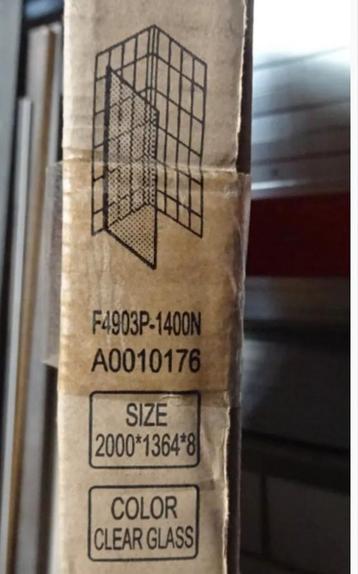 F4903P-1400N
A0010176
SIZE
2000*1364*8
COLOR
CLEAR GLASS